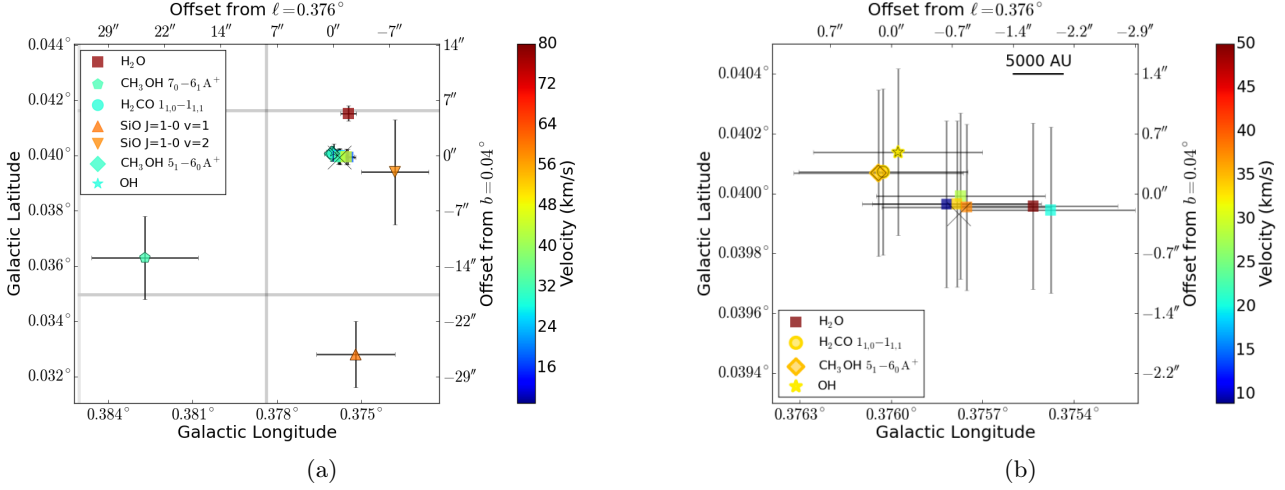 Offset from ℓ=0.376°
29″ 22″ 14″ 7″ 0″ −7″
0.044°
0.042°
0.040°
0.038°
0.036°
0.034°
0.032°
Galactic Latitude
H₂O
CH₃OH 7₀−6₁A⁺
H₂CO 1₁,₀−1₁,₁
SiO J=1-0 v=1
SiO J=1-0 v=2
CH₃OH 5₁−6₀A⁺
OH
14″
7″
0″
−7″
−14″
−22″
−29″
Offset from b=0.04°
0.384° 0.381° 0.378° 0.375°
Galactic Longitude
80
72
64
56
48
40
32
24
16
Velocity (km/s)
(a)
Offset from ℓ=0.376°
0.7″ 0.0″ −0.7″ −1.4″ −2.2″ −2.9″
5000 AU
0.0404°
0.0402°
0.0400°
0.0398°
0.0396°
0.0394°
Galactic Latitude
H₂O
H₂CO 1₁,₀−1₁,₁
CH₃OH 5₁−6₀A⁺
OH
1.4″
0.7″
0.0″
−0.7″
−1.4″
−2.2″
Offset from b=0.04°
0.3763° 0.3760° 0.3757° 0.3754°
Galactic Longitude
50
45
40
35
30
25
20
15
10
Velocity (km/s)
(b)